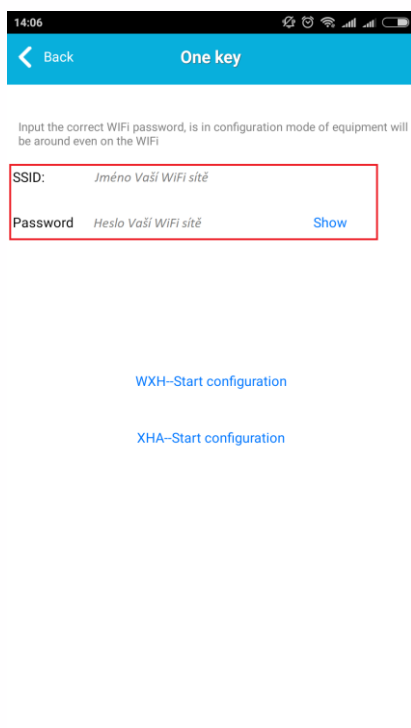 14:06
Back One key
Input the correct WIFi password, is in configuration mode of equipment will
be around even on the WIFi
SSID: Jméno Vaší WiFi sítě
Password Heslo Vaší WiFi sítě Show
WXH--Start configuration
XHA--Start configuration